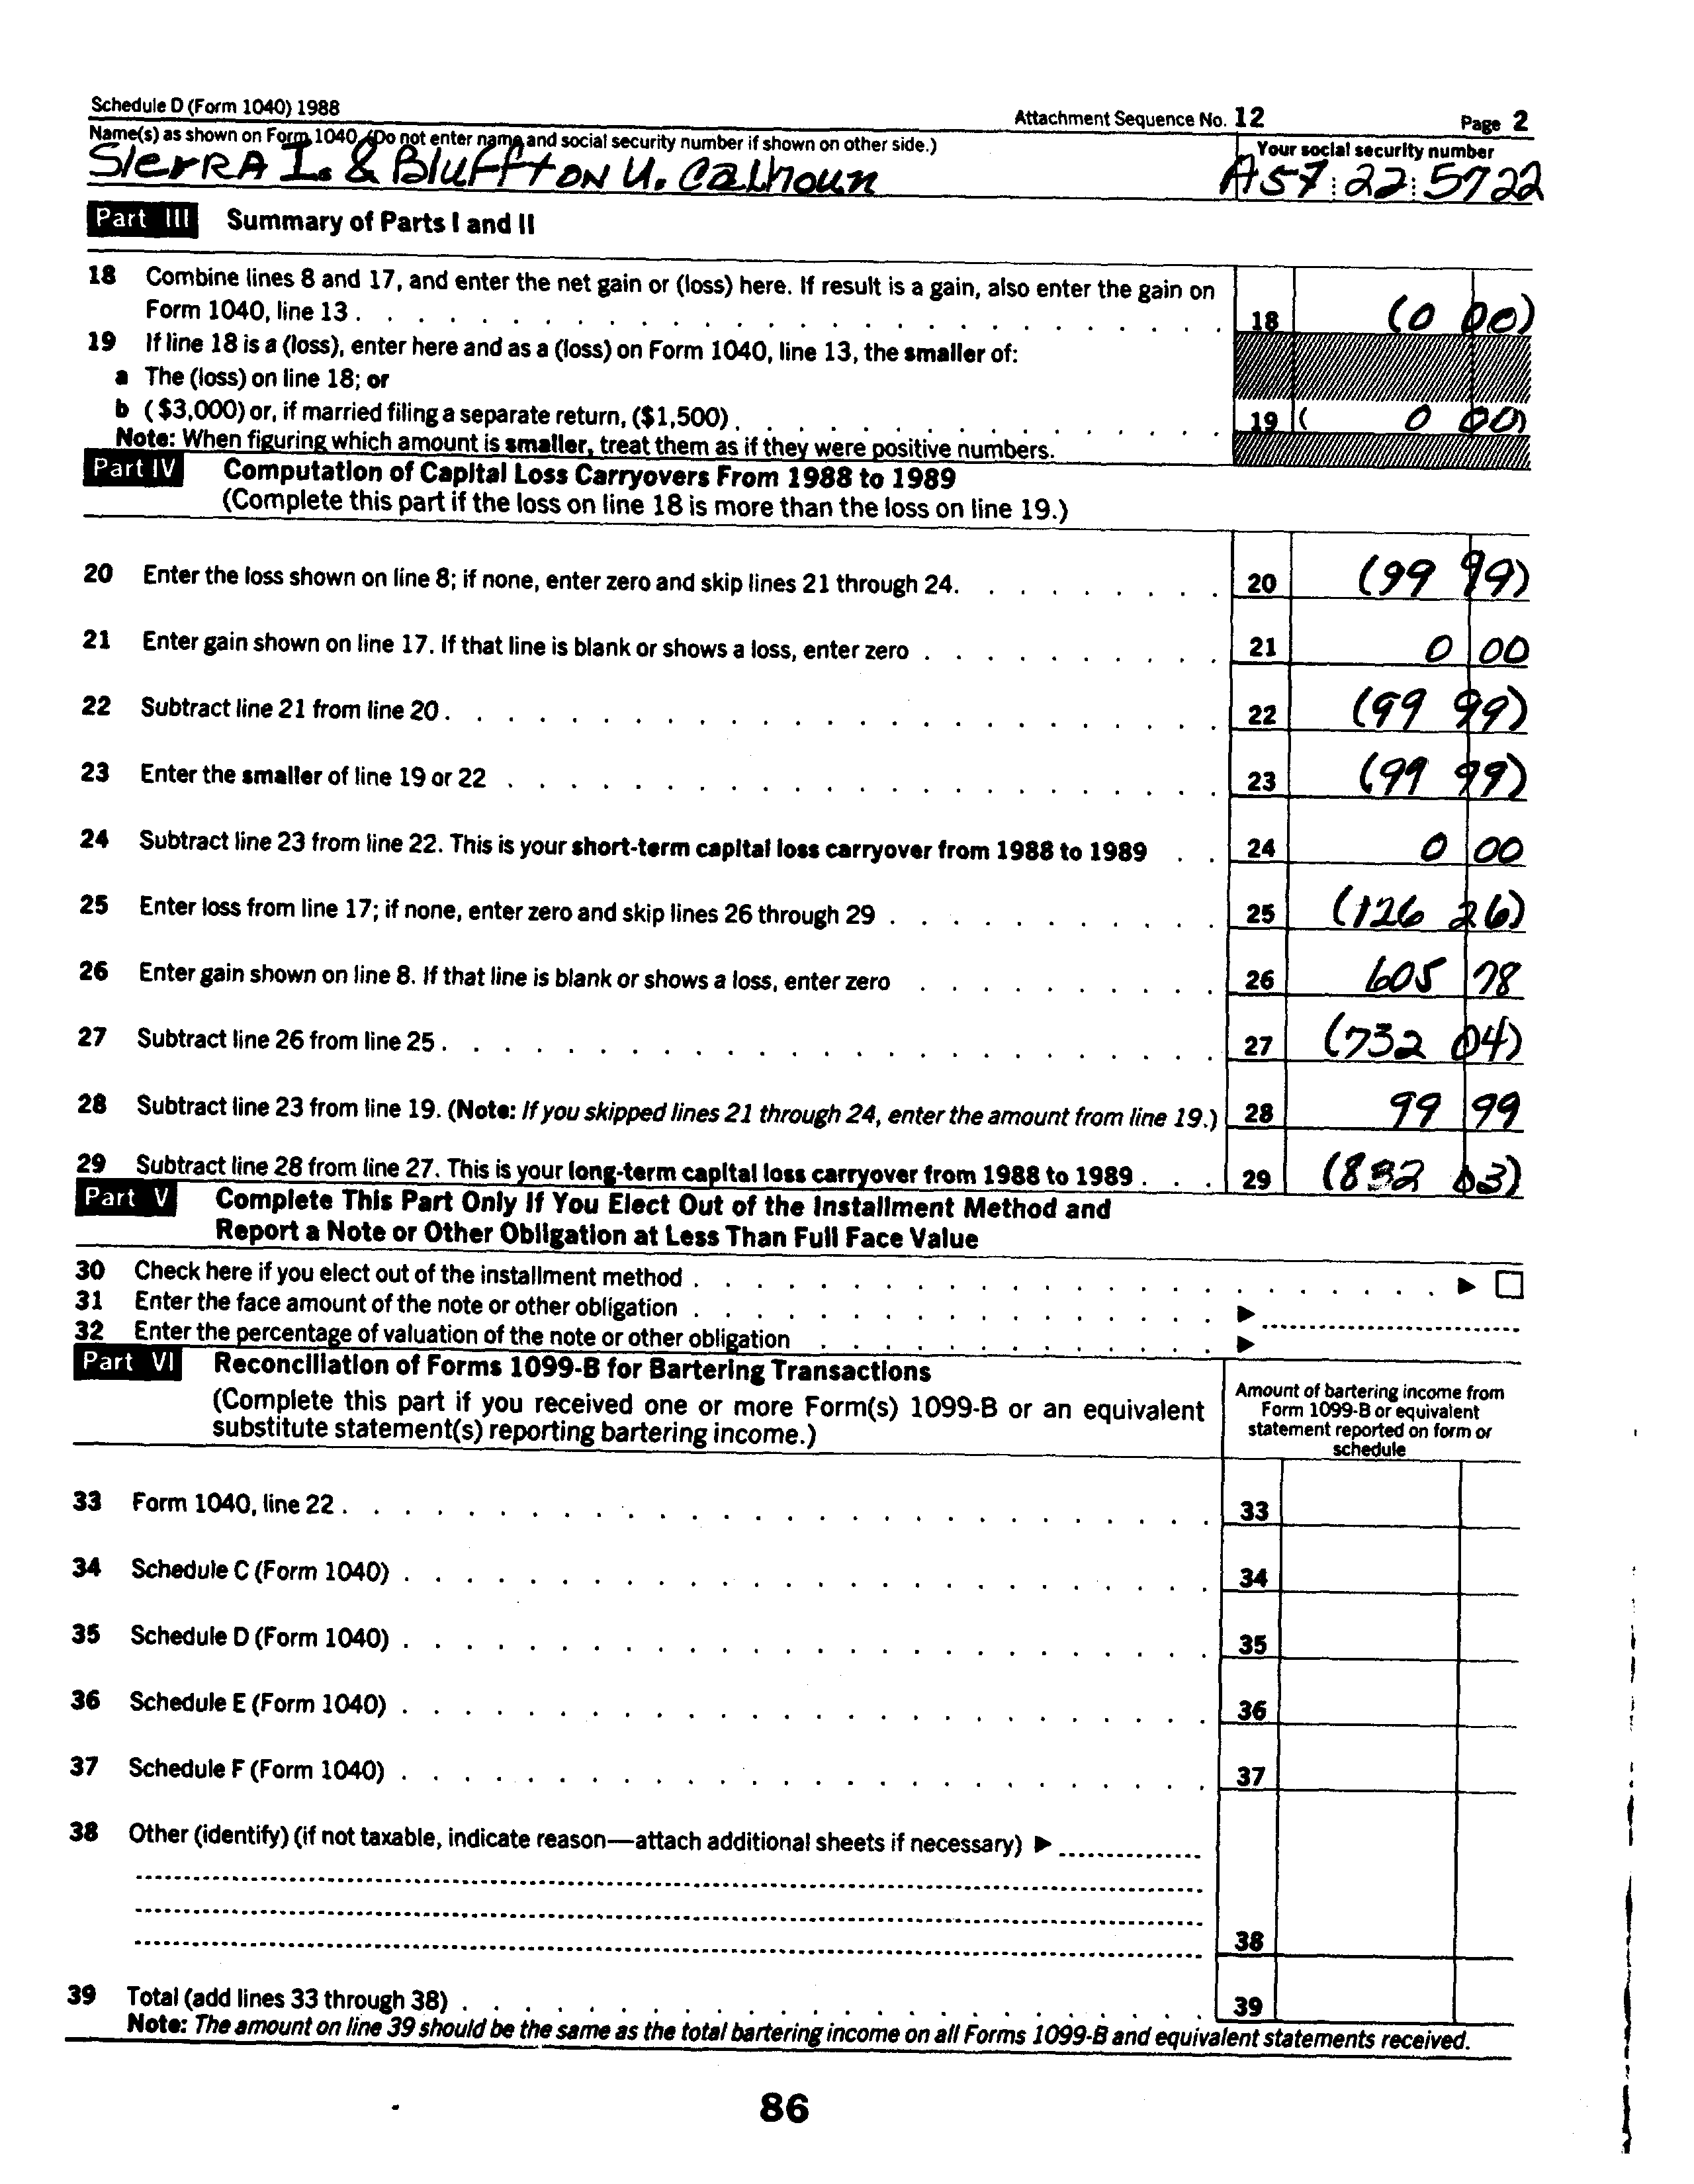 Schedule D (Form 1040) 1988 Attachment Sequence No. 12 Page 2
Name(s) as shown on Form 1040 (Do not enter name and social security number if shown on other side.) Your social security number
SIerRA I. & Bluffton U. Calhoun A57:22:5722
Part III Summary of Parts I and II
18 Combine lines 8 and 17, and enter the net gain or (loss) here. If result is a gain, also enter the gain on
Form 1040, line 13 18 (0 00)
19 If line 18 is a (loss), enter here and as a (loss) on Form 1040, line 13, the smaller of:
a The (loss) on line 18; or
b ($3,000) or, if married filing a separate return, ($1,500) 19 ( 0 00)
Note: When figuring which amount is smaller, treat them as if they were positive numbers.
Part IV Computation of Capital Loss Carryovers From 1988 to 1989
(Complete this part if the loss on line 18 is more than the loss on line 19.)
20 Enter the loss shown on line 8; if none, enter zero and skip lines 21 through 24. 20 (99 99)
21 Enter gain shown on line 17. If that line is blank or shows a loss, enter zero 21 0 00
22 Subtract line 21 from line 20. 22 (99 99)
23 Enter the smaller of line 19 or 22 23 (99 99)
24 Subtract line 23 from line 22. This is your short-term capital loss carryover from 1988 to 1989 24 0 00
25 Enter loss from line 17; if none, enter zero and skip lines 26 through 29 25 (126 26)
26 Enter gain shown on line 8. If that line is blank or shows a loss, enter zero 26 605 78
27 Subtract line 26 from line 25. 27 (732 04)
28 Subtract line 23 from line 19. (Note: If you skipped lines 21 through 24, enter the amount from line 19.) 28 99 99
29 Subtract line 28 from line 27. This is your long-term capital loss carryover from 1988 to 1989 29 (832 03)
Part V Complete This Part Only If You Elect Out of the Installment Method and
Report a Note or Other Obligation at Less Than Full Face Value
30 Check here if you elect out of the installment method ▶ ☐
31 Enter the face amount of the note or other obligation ▶
32 Enter the percentage of valuation of the note or other obligation ▶
Part VI Reconciliation of Forms 1099-B for Bartering Transactions
(Complete this part if you received one or more Form(s) 1099-B or an equivalent
substitute statement(s) reporting bartering income.)
Amount of bartering income from
Form 1099-B or equivalent
statement reported on form or
schedule
33 Form 1040, line 22 33
34 Schedule C (Form 1040) 34
35 Schedule D (Form 1040) 35
36 Schedule E (Form 1040) 36
37 Schedule F (Form 1040) 37
38 Other (identify) (if not taxable, indicate reason—attach additional sheets if necessary) ▶
38
39 Total (add lines 33 through 38) 39
Note: The amount on line 39 should be the same as the total bartering income on all Forms 1099-B and equivalent statements received.
86